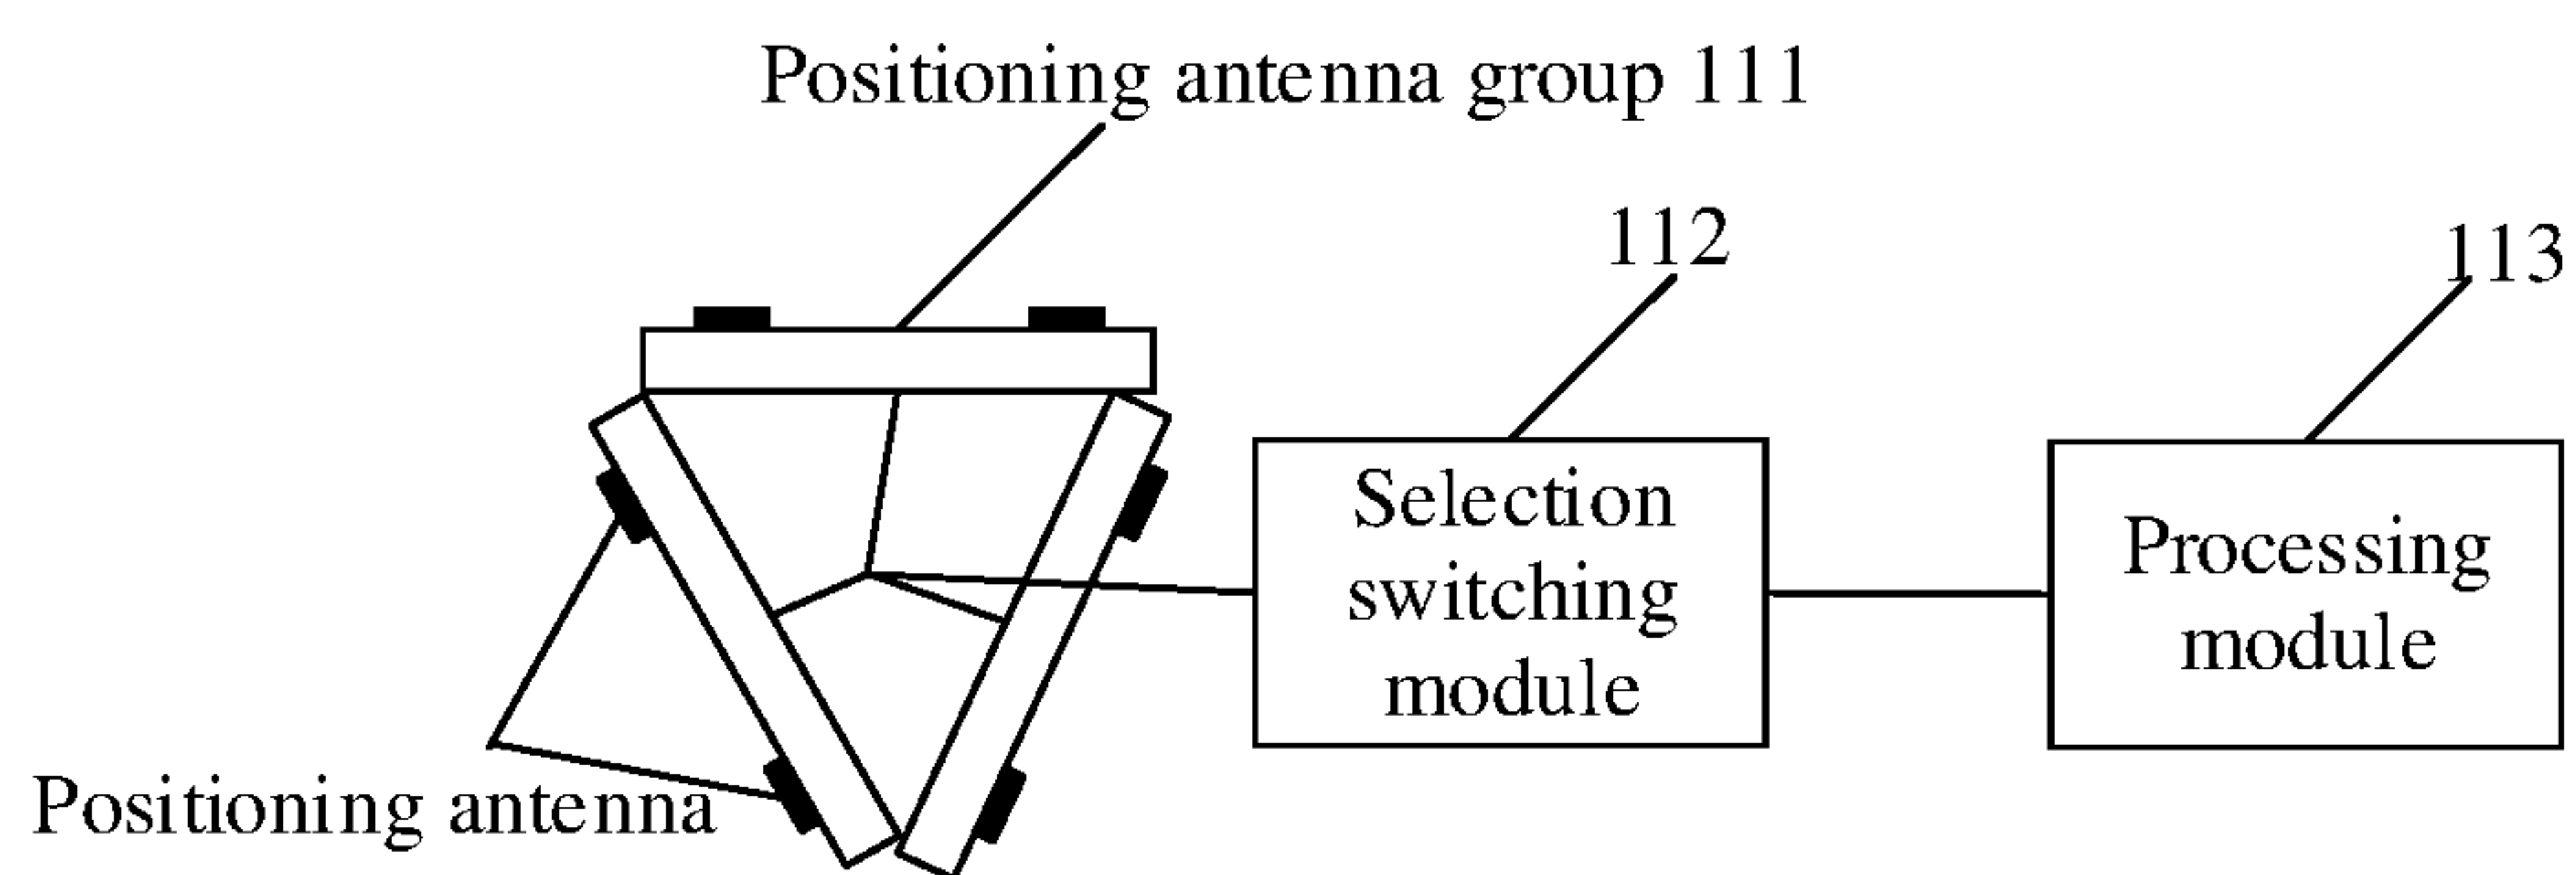 Positioning antenna group 111
112
113
Selection
switching
module
Processing
module
Positioning antenna